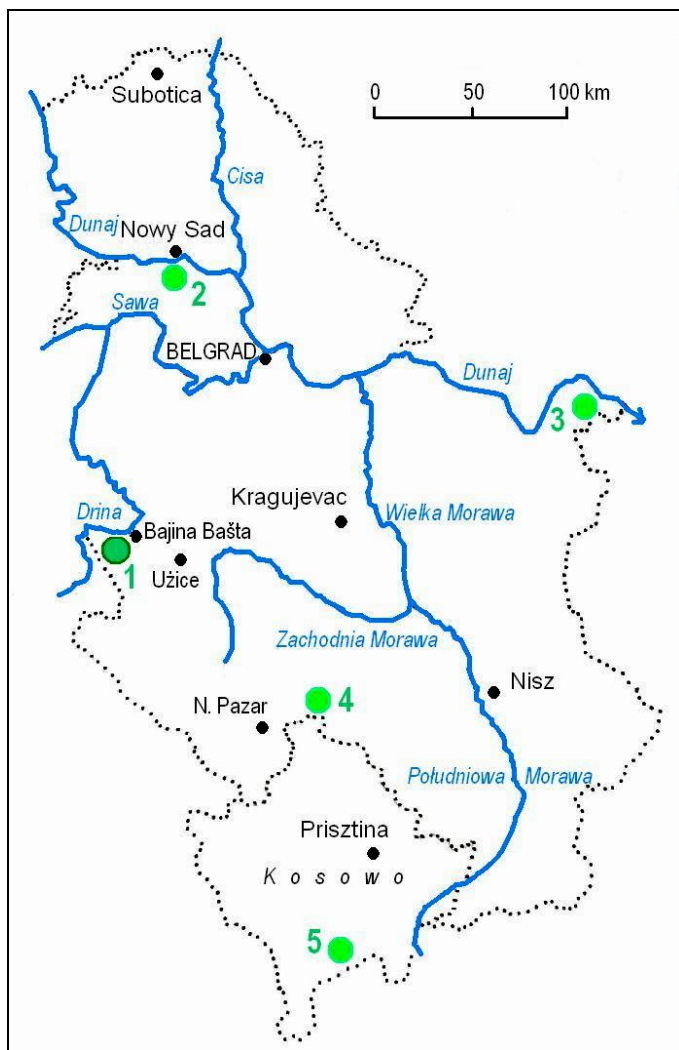 Subotica
0 50 100 km
Cisa
Dunaj
Nowy Sad
2
Sawa
BELGRAD
Dunaj
3
Kragujevac
Wielka Morawa
Drina
Bajina Bašta
1
Užice
Zachodnia Morawa
4
N. Pazar
Nisz
Południowa Morawa
Prisztina
Kosowo
5